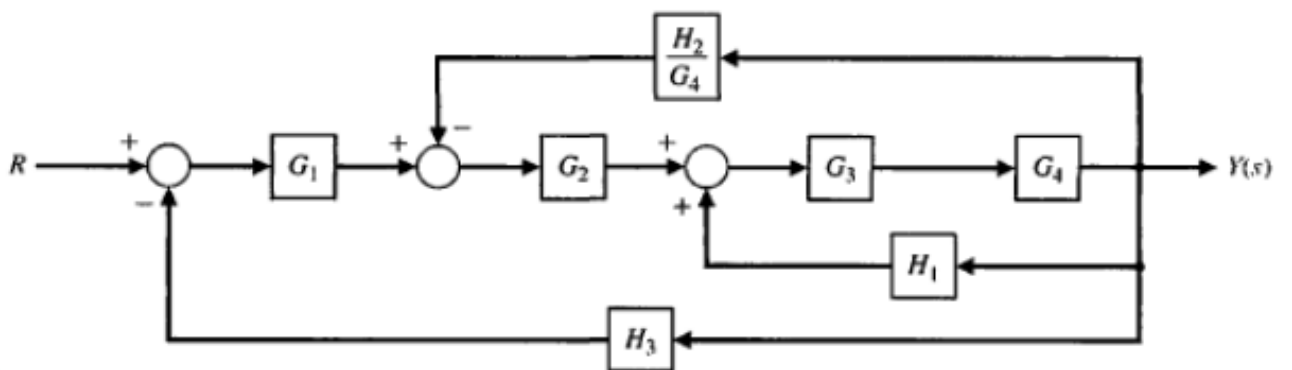 H₂
G₄
+
−
R
+
G₁
+
G₂
+
G₃
G₄
Y(s)
−
+
H₁
H₃